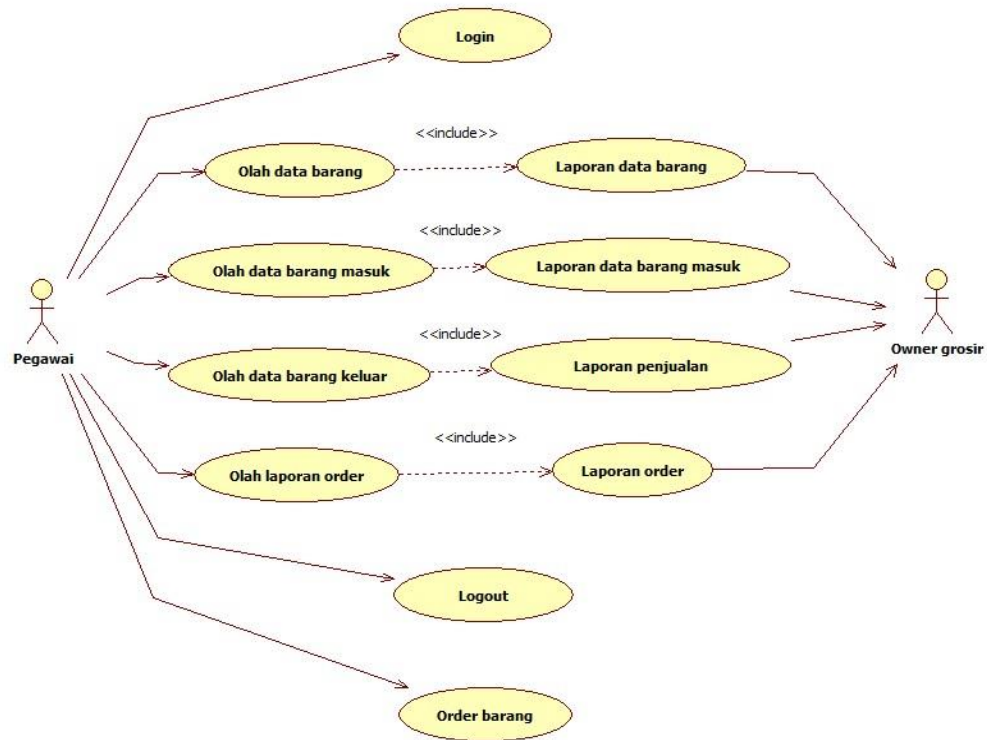 Login
<<include>>
Olah data barang
Laporan data barang
<<include>>
Olah data barang masuk
Laporan data barang masuk
<<include>>
Pegawai
Owner grosir
Olah data barang keluar
Laporan penjualan
<<include>>
Olah laporan order
Laporan order
Logout
Order barang